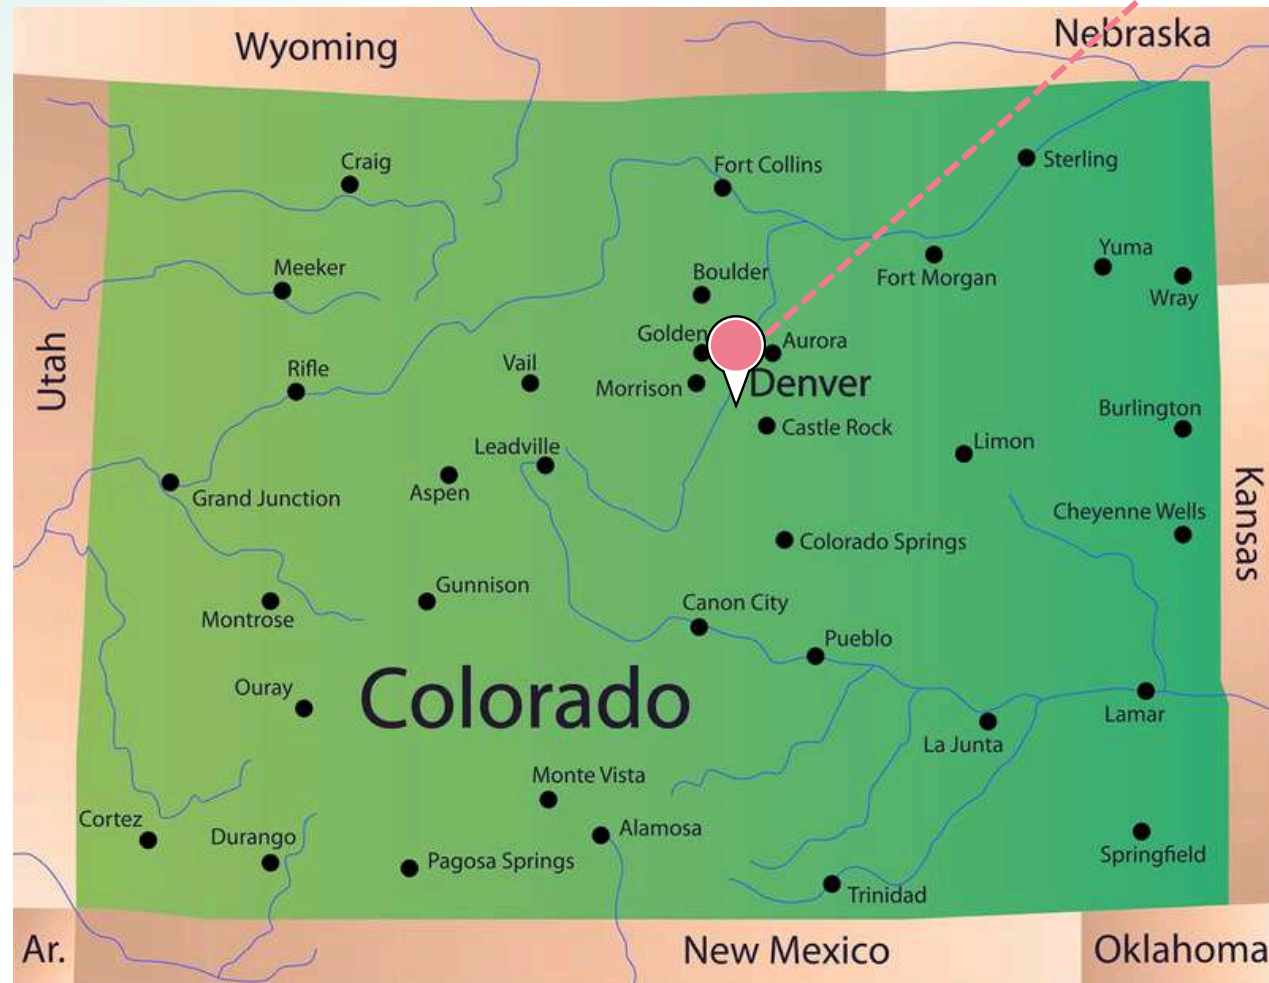 Wyoming
Nebraska
Craig
Fort Collins
Sterling
Meeker
Boulder
Fort Morgan
Yuma
Wray
Utah
Rifle
Vail
Golden
Aurora
Morrison
Denver
Castle Rock
Burlington
Limon
Leadville
Aspen
Grand Junction
Kansas
Cheyenne Wells
Colorado Springs
Gunnison
Montrose
Canon City
Pueblo
Ouray
Colorado
Lamar
La Junta
Monte Vista
Cortez
Durango
Alamosa
Pagosa Springs
Springfield
Trinidad
Ar.
New Mexico
Oklahoma